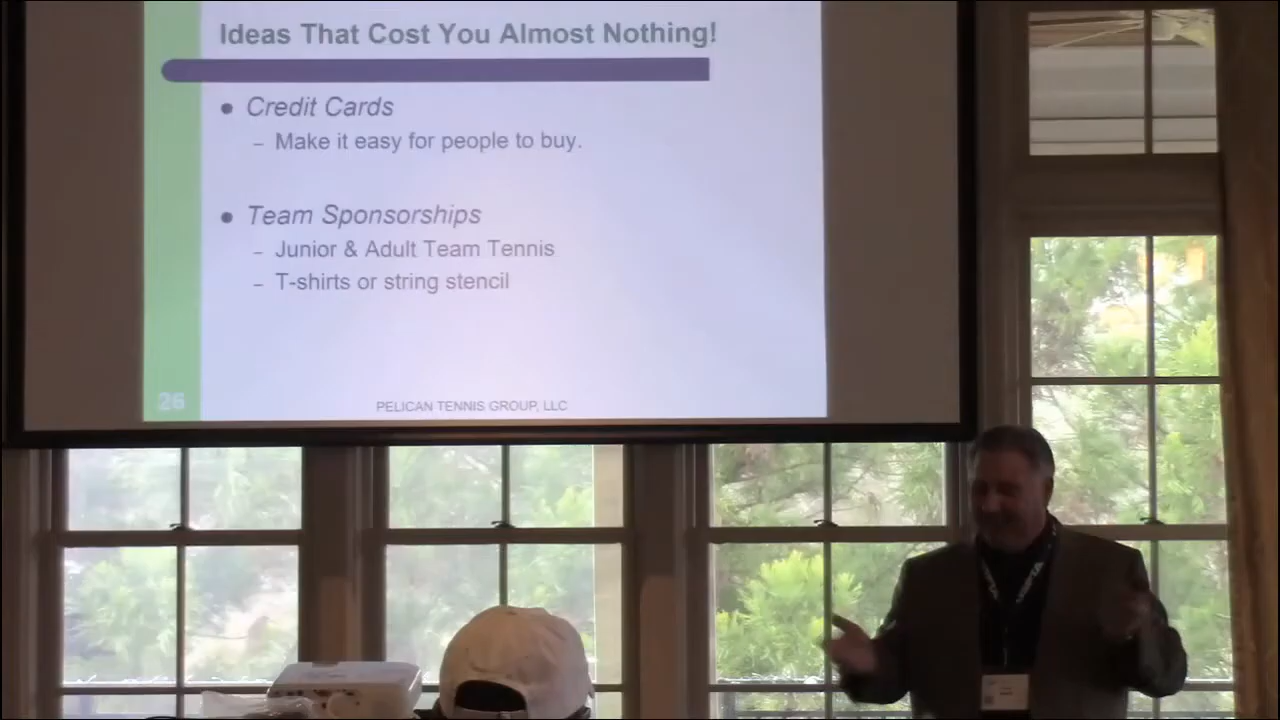 Ideas That Cost You Almost Nothing!
● Credit Cards
– Make it easy for people to buy.
● Team Sponsorships
– Junior & Adult Team Tennis
– T-shirts or string stencil
26
PELICAN TENNIS GROUP, LLC